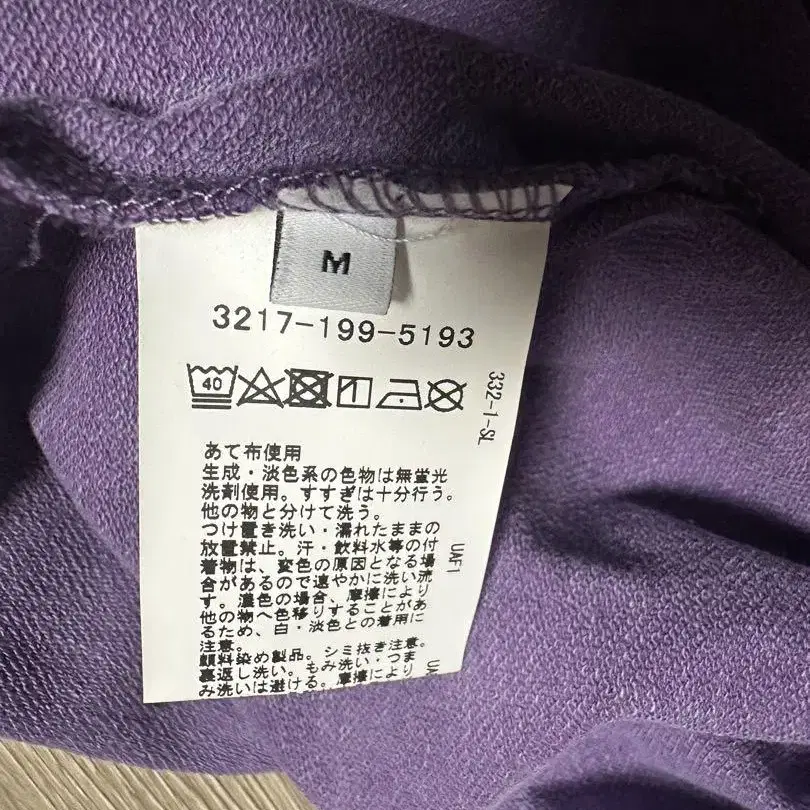 M
3217-199-5193
40
332-1-SL
あて布使用
生成・淡色系の色物は無蛍光
洗剤使用。すすぎは十分行う。
他の物と分けて洗う。
つけ置き洗い・濡れたままの
放置禁止。汗・飲料水等の付
着物は、変色の原因となる場
合があるので速やかに洗い流
す。濃色の場合、摩擦により
他の物へ色移りすることがあ
るため、白・淡色との着用に
注意。
顔料染め製品。シミ抜き注意。
裏返し洗い。もみ洗い・つま
み洗いは避ける。摩擦により
UAF1